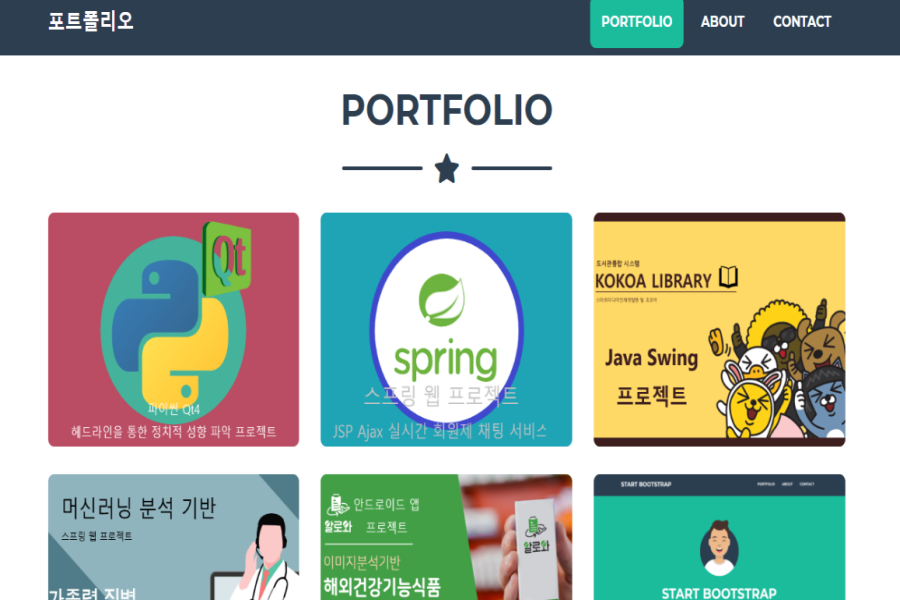 포트폴리오
PORTFOLIO
ABOUT
CONTACT
PORTFOLIO
Qt
파이썬 Qt4
헤드라인을 통한 정치적 성향 파악 프로젝트
spring
스프링 웹 프로젝트
JSP Ajax 실시간 회원제 채팅 서비스
도서관통합 시스템
KOKOA LIBRARY
Java Swing
프로젝트
머신러닝 분석 기반
스프링 웹 프로젝트
안드로이드 앱
알로와 프로젝트
이미지분석기반
해외건강기능식품
알로와
START BOOTSTRAP
PORTFOLIO
ABOUT
CONTACT
START BOOTSTRAP